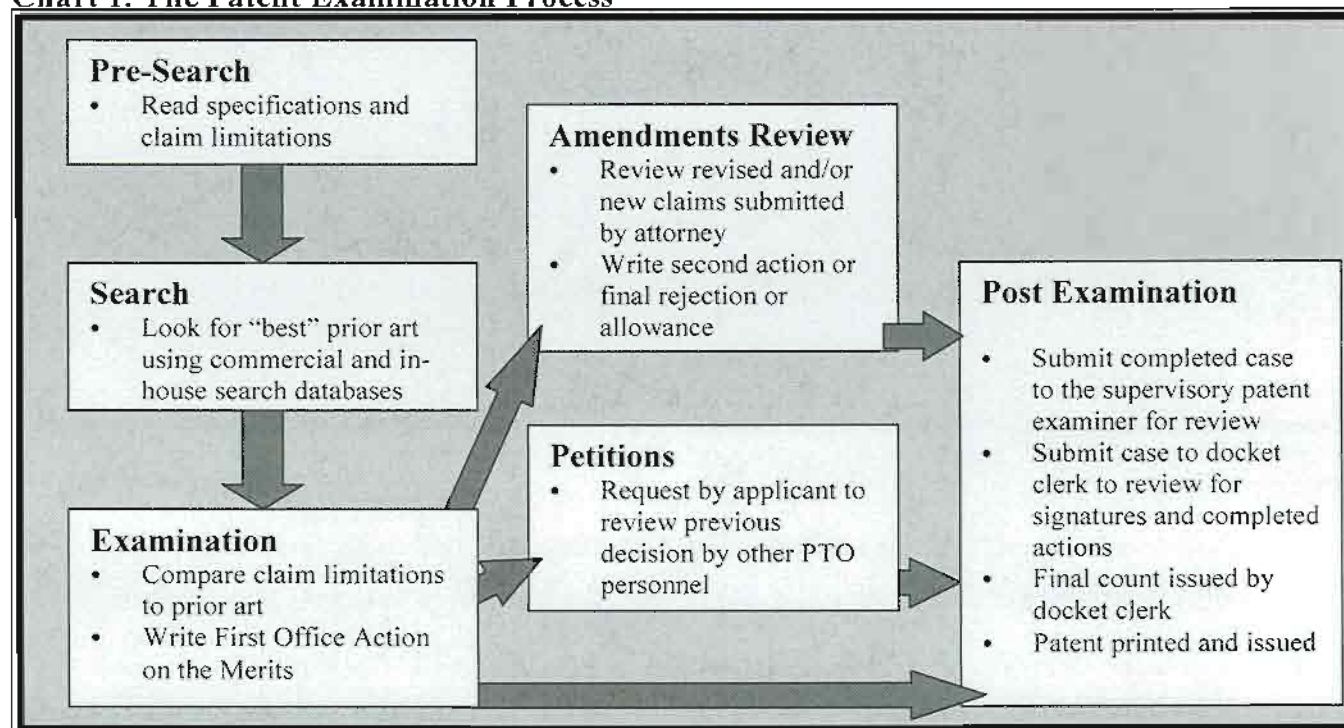 Chart 1. The Patent Examination Process
Pre-Search
• Read specifications and
claim limitations
Search
• Look for “best” prior art
using commercial and in-
house search databases
Examination
• Compare claim limitations
to prior art
• Write First Office Action
on the Merits
Amendments Review
• Review revised and/or
new claims submitted
by attorney
• Write second action or
final rejection or
allowance
Petitions
• Request by applicant to
review previous
decision by other PTO
personnel
Post Examination
• Submit completed case
to the supervisory patent
examiner for review
• Submit case to docket
clerk to review for
signatures and completed
actions
• Final count issued by
docket clerk
• Patent printed and issued